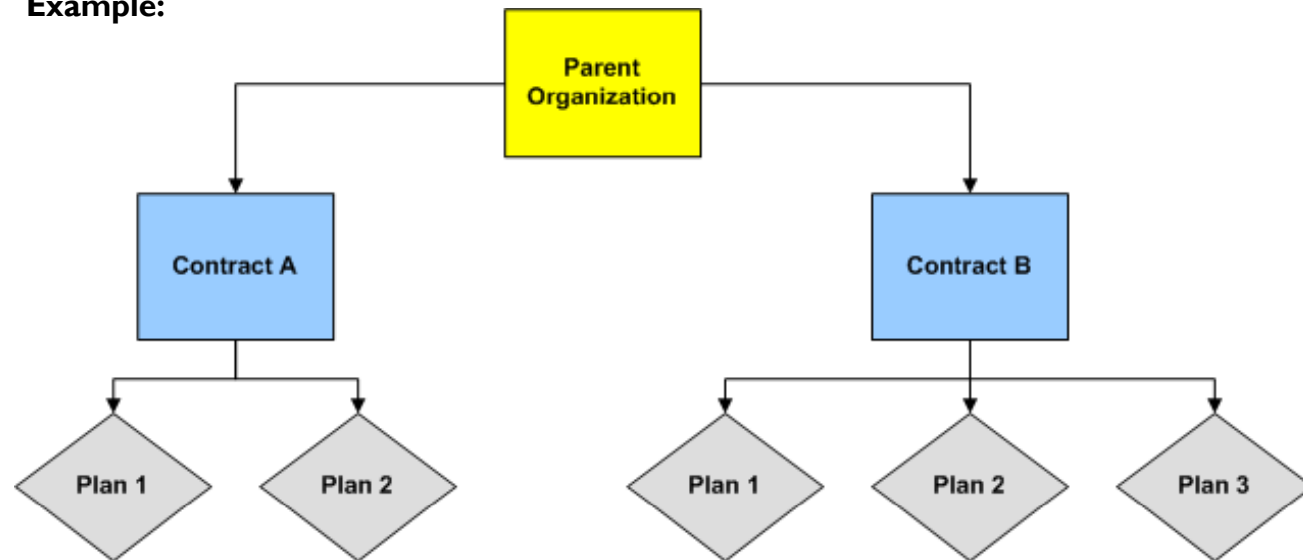 Example:
Parent
Organization
Contract A
Contract B
Plan 1
Plan 2
Plan 1
Plan 2
Plan 3